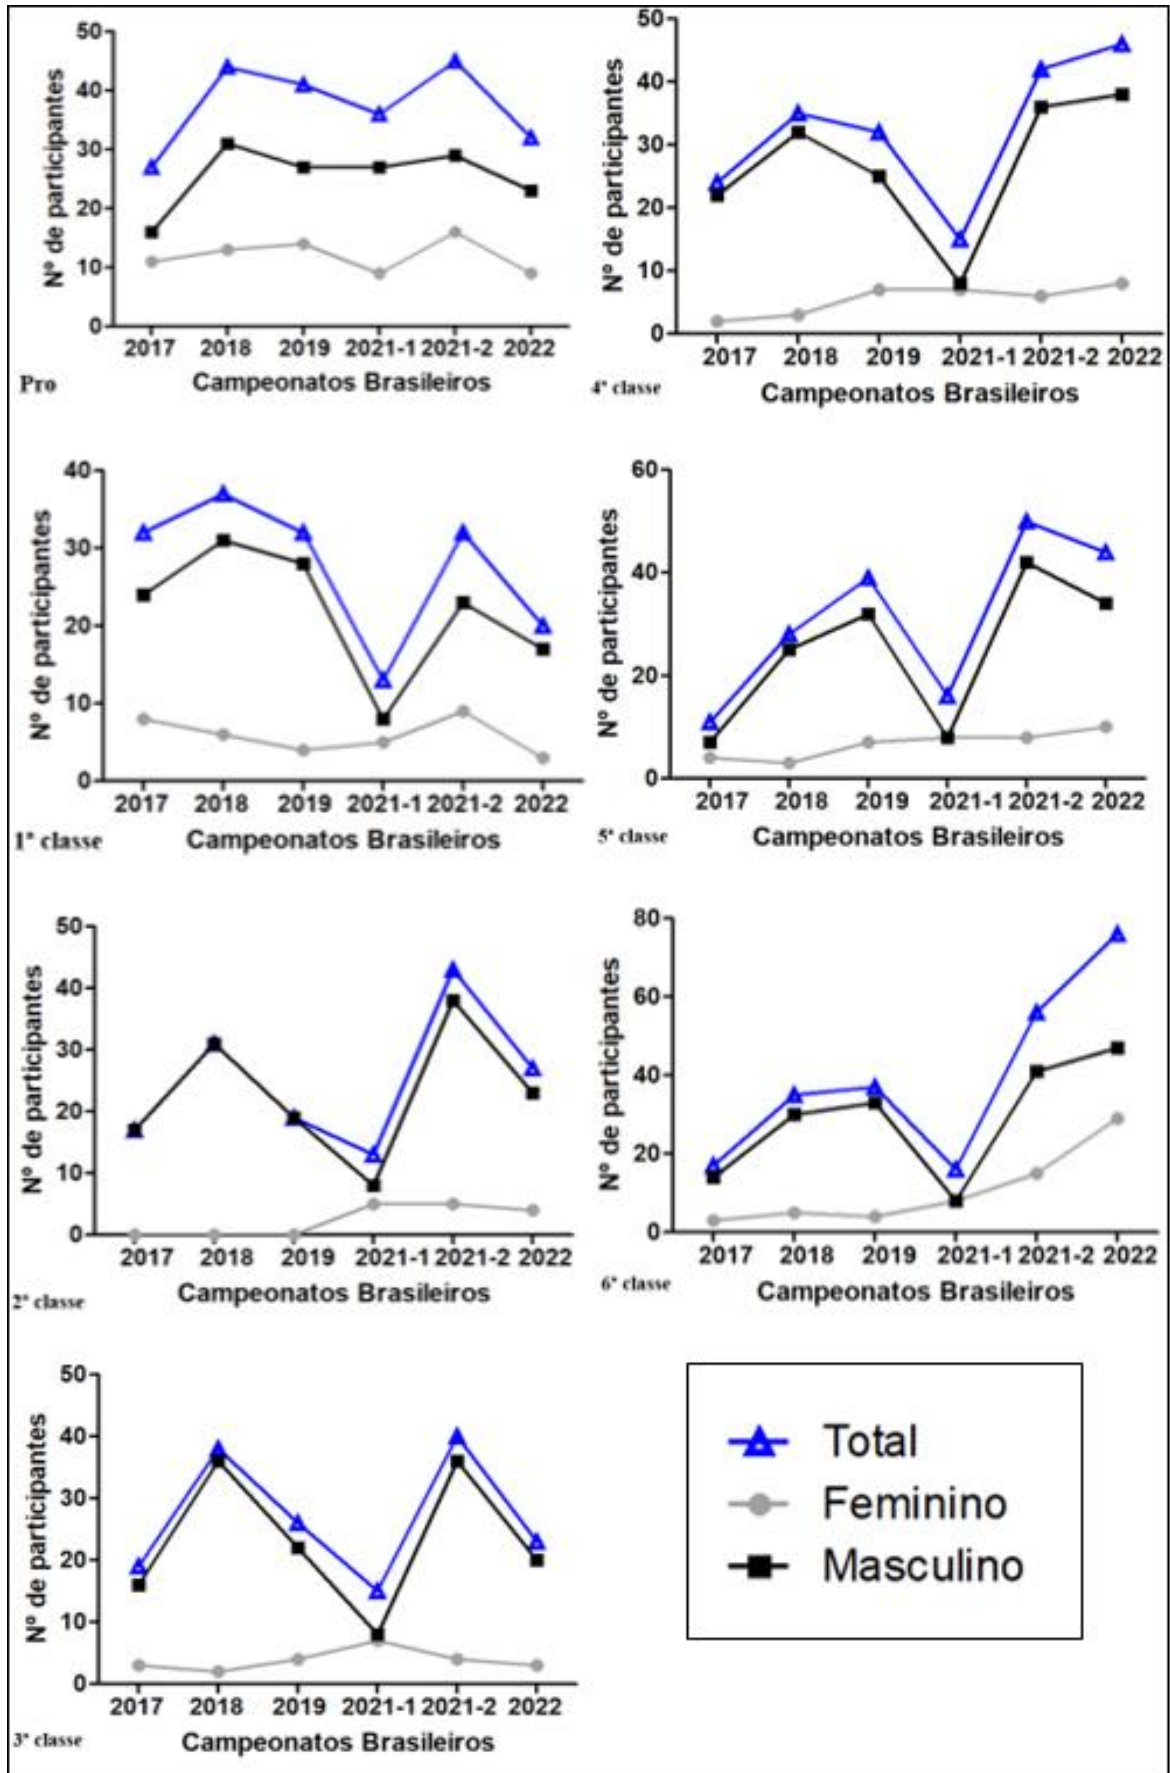 50
40
30
20
10
0
Nº de participantes
2017 2018 2019 2021-1 2021-2 2022
Campeonatos Brasileiros
Pro
50
40
30
20
10
0
Nº de participantes
2017 2018 2019 2021-1 2021-2 2022
Campeonatos Brasileiros
4ª classe
40
30
20
10
0
Nº de participantes
2017 2018 2019 2021-1 2021-2 2022
Campeonatos Brasileiros
1ª classe
60
40
20
0
Nº de participantes
2017 2018 2019 2021-1 2021-2 2022
Campeonatos Brasileiros
5ª classe
50
40
30
20
10
0
Nº de participantes
2017 2018 2019 2021-1 2021-2 2022
Campeonatos Brasileiros
2ª classe
80
60
40
20
0
Nº de participantes
2017 2018 2019 2021-1 2021-2 2022
Campeonatos Brasileiros
6ª classe
50
40
30
20
10
0
Nº de participantes
2017 2018 2019 2021-1 2021-2 2022
Campeonatos Brasileiros
3ª classe
Total
Feminino
Masculino